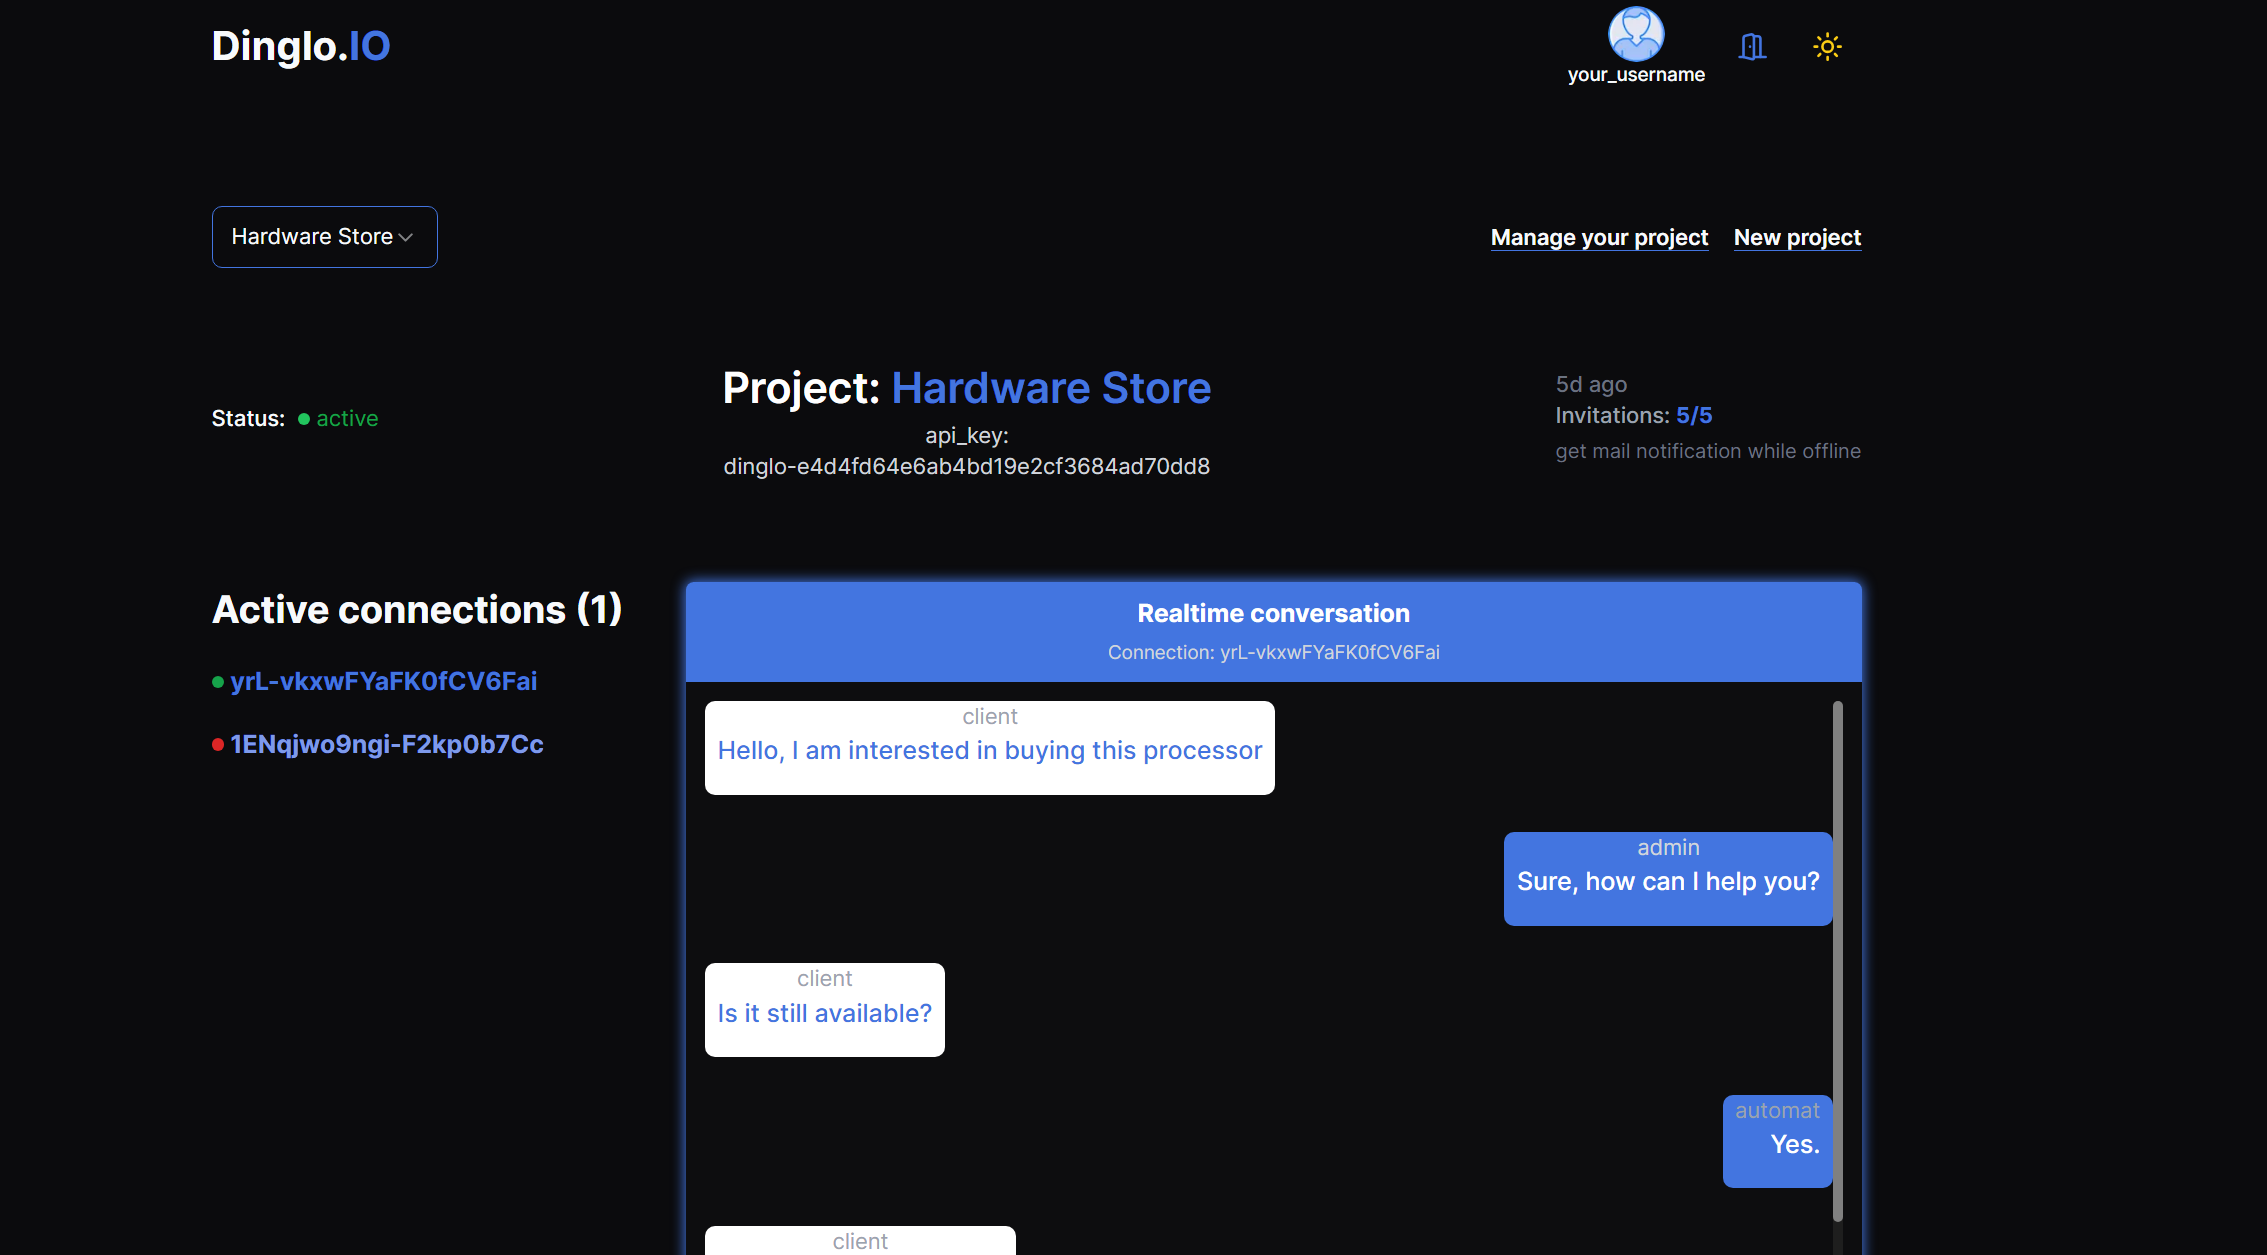 Dinglo.IO
your_username
Hardware Store
Manage your project
New project
Status: active
Project: Hardware Store
api_key:
dinglo-e4d4fd64e6ab4bd19e2cf3684ad70dd8
5d ago
Invitations: 5/5
get mail notification while offline
Active connections (1)
yrL-vkxwFYaFK0fCV6Fai
1ENqjwo9ngi-F2kp0b7Cc
Realtime conversation
Connection: yrL-vkxwFYaFK0fCV6Fai
client
Hello, I am interested in buying this processor
admin
Sure, how can I help you?
client
Is it still available?
automat
Yes.
client